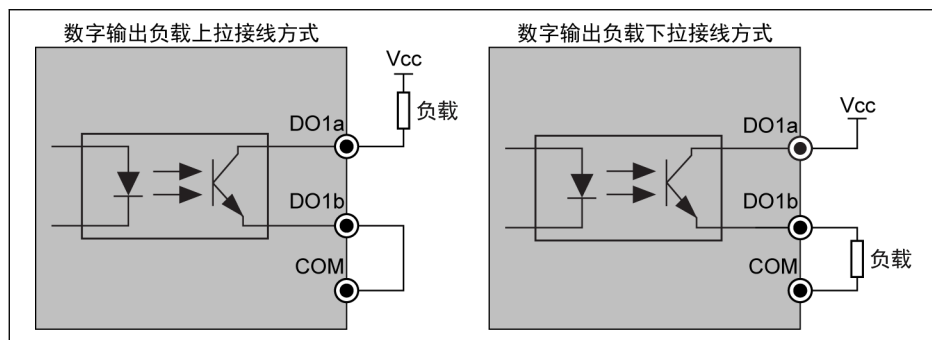 数字输出负载上拉接线方式
Vcc
负载
DO1a
DO1b
COM
数字输出负载下拉接线方式
Vcc
DO1a
DO1b
COM
负载